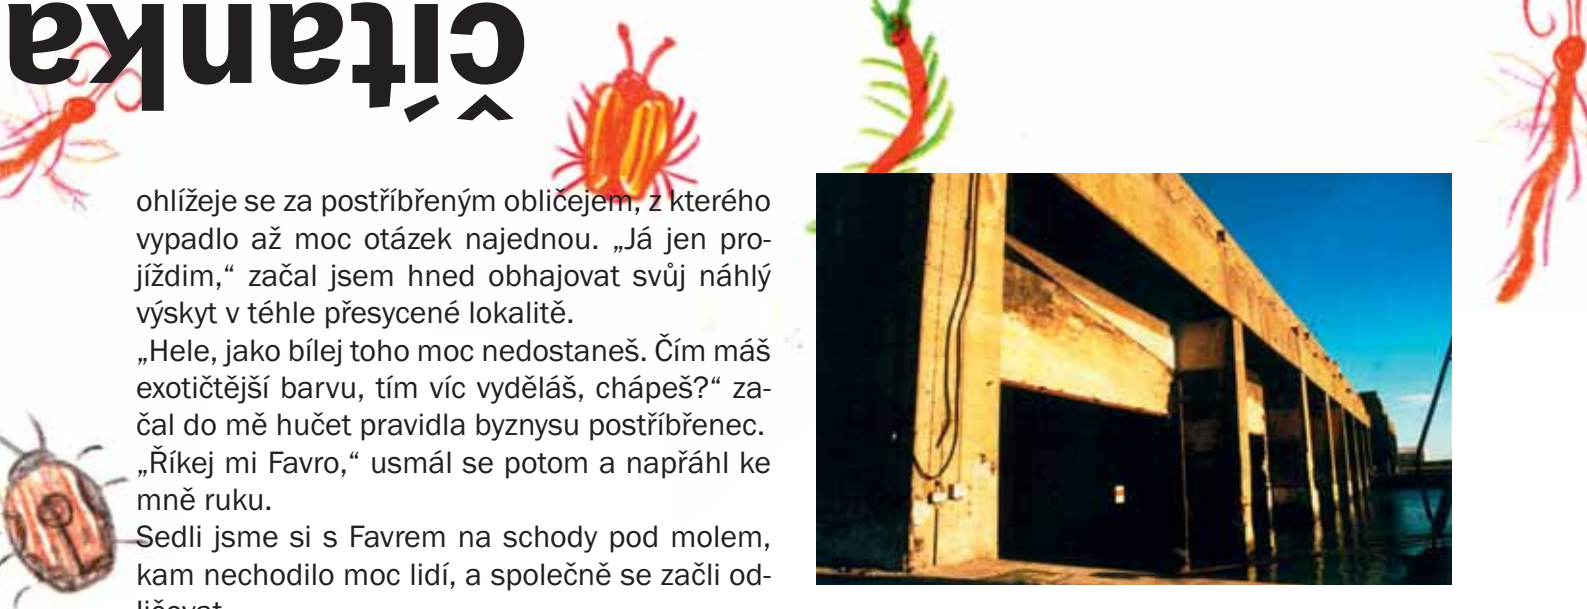 čítanka
ohlížeje se za postříbřeným obličejem, z kterého
vypadlo až moc otázek najednou. „Já jen pro-
jíždim,“ začal jsem hned obhajovat svůj náhlý
výskyt v téhle přesycené lokalitě.
„Hele, jako bílej toho moc nedostaneš. Čím máš
exotičtější barvu, tím víc vyděláš, chápeš?“ za-
čal do mě hučet pravidla byznysu postříbřenec.
„Říkej mi Favro,“ usmál se potom a napřáhl ke
mně ruku.
Sedli jsme si s Favrem na schody pod molem,
kam nechodilo moc lidí, a společně se začli od-
ličovat.